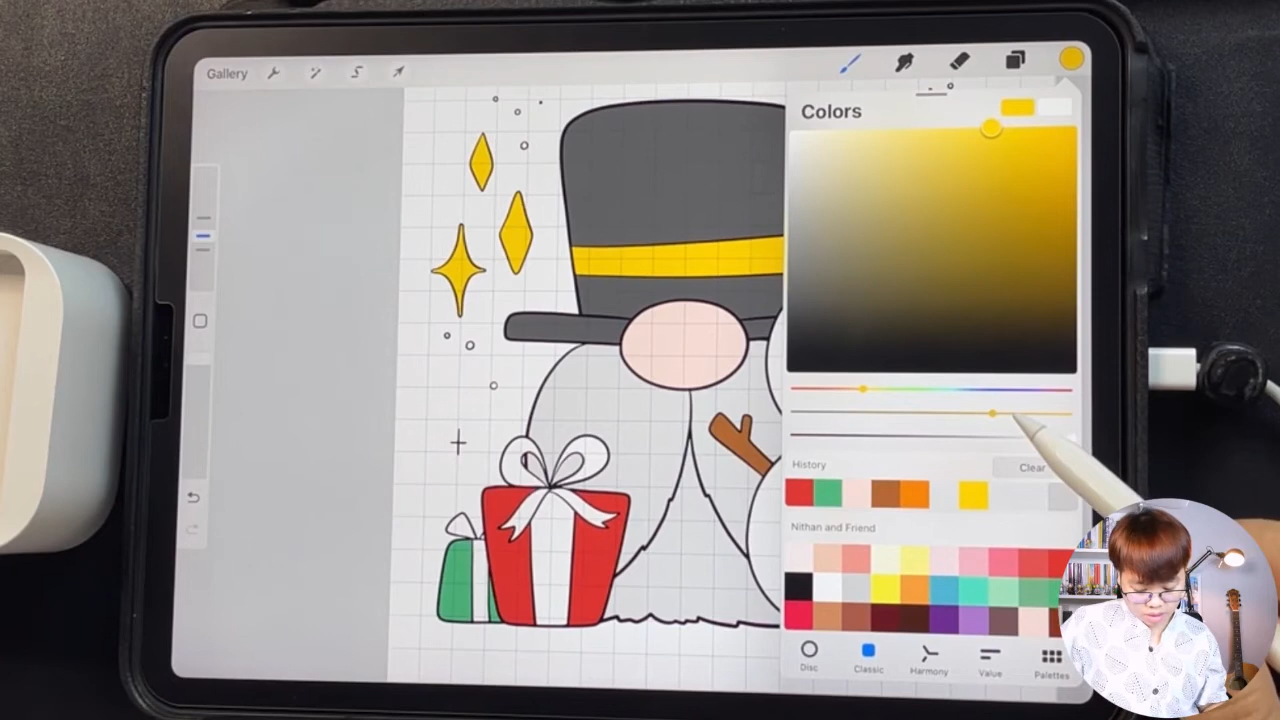 Gallery
Colors
History
Clear
Nithan and Friend
Disc
Classic
Harmony
Value
Palettes